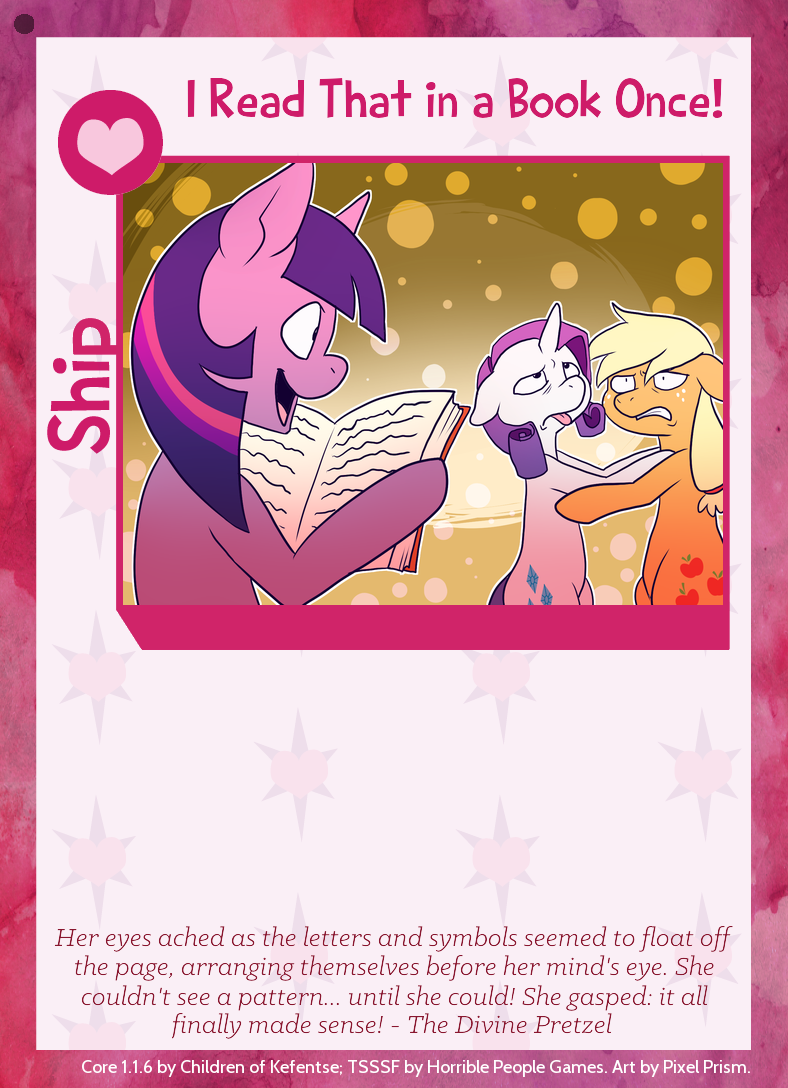 I Read That in a Book Once!
Ship
Her eyes ached as the letters and symbols seemed to float off
the page, arranging themselves before her mind's eye. She
couldn't see a pattern... until she could! She gasped: it all
finally made sense! - The Divine Pretzel
Core 1.1.6 by Children of Kefentse; TSSSF by Horrible People Games. Art by Pixel Prism.